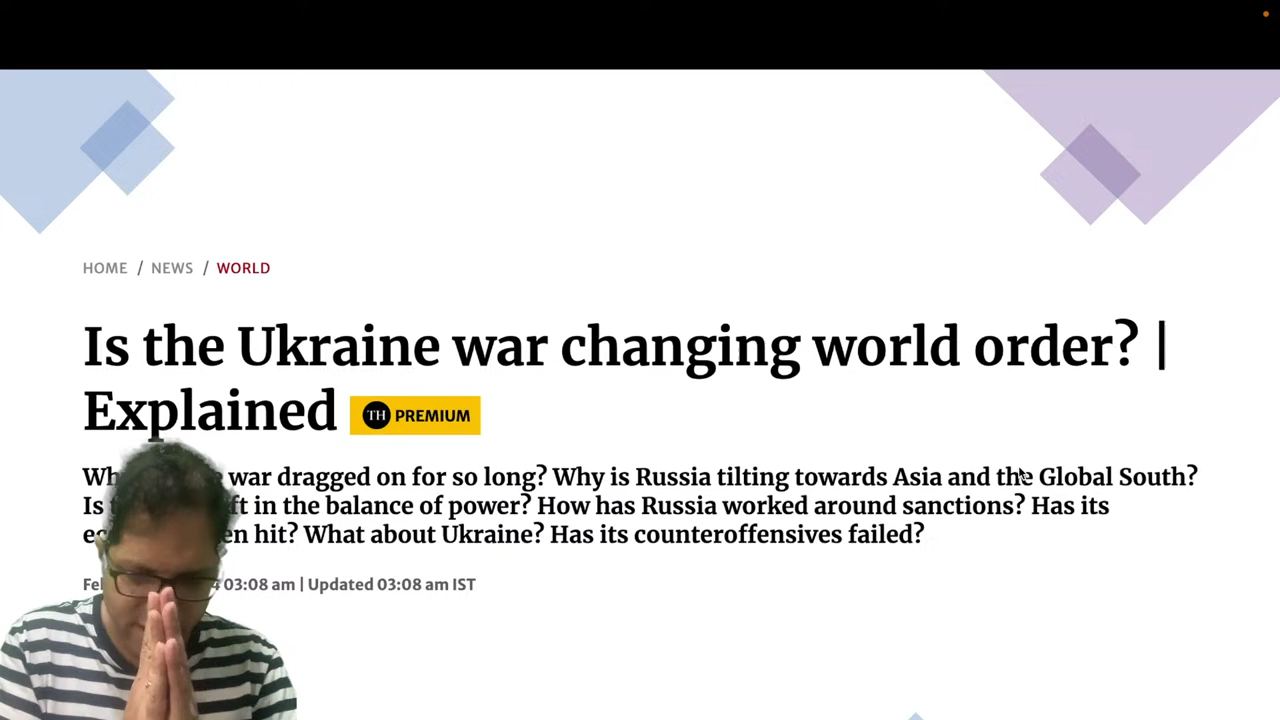 HOME / NEWS / WORLD
Is the Ukraine war changing world order? |
Explained TH PREMIUM
war dragged on for so long? Why is Russia tilting towards Asia and the Global South?
Is in the balance of power? How has Russia worked around sanctions? Has its
hit? What about Ukraine? Has its counteroffensives failed?
03:08 am | Updated 03:08 am IST